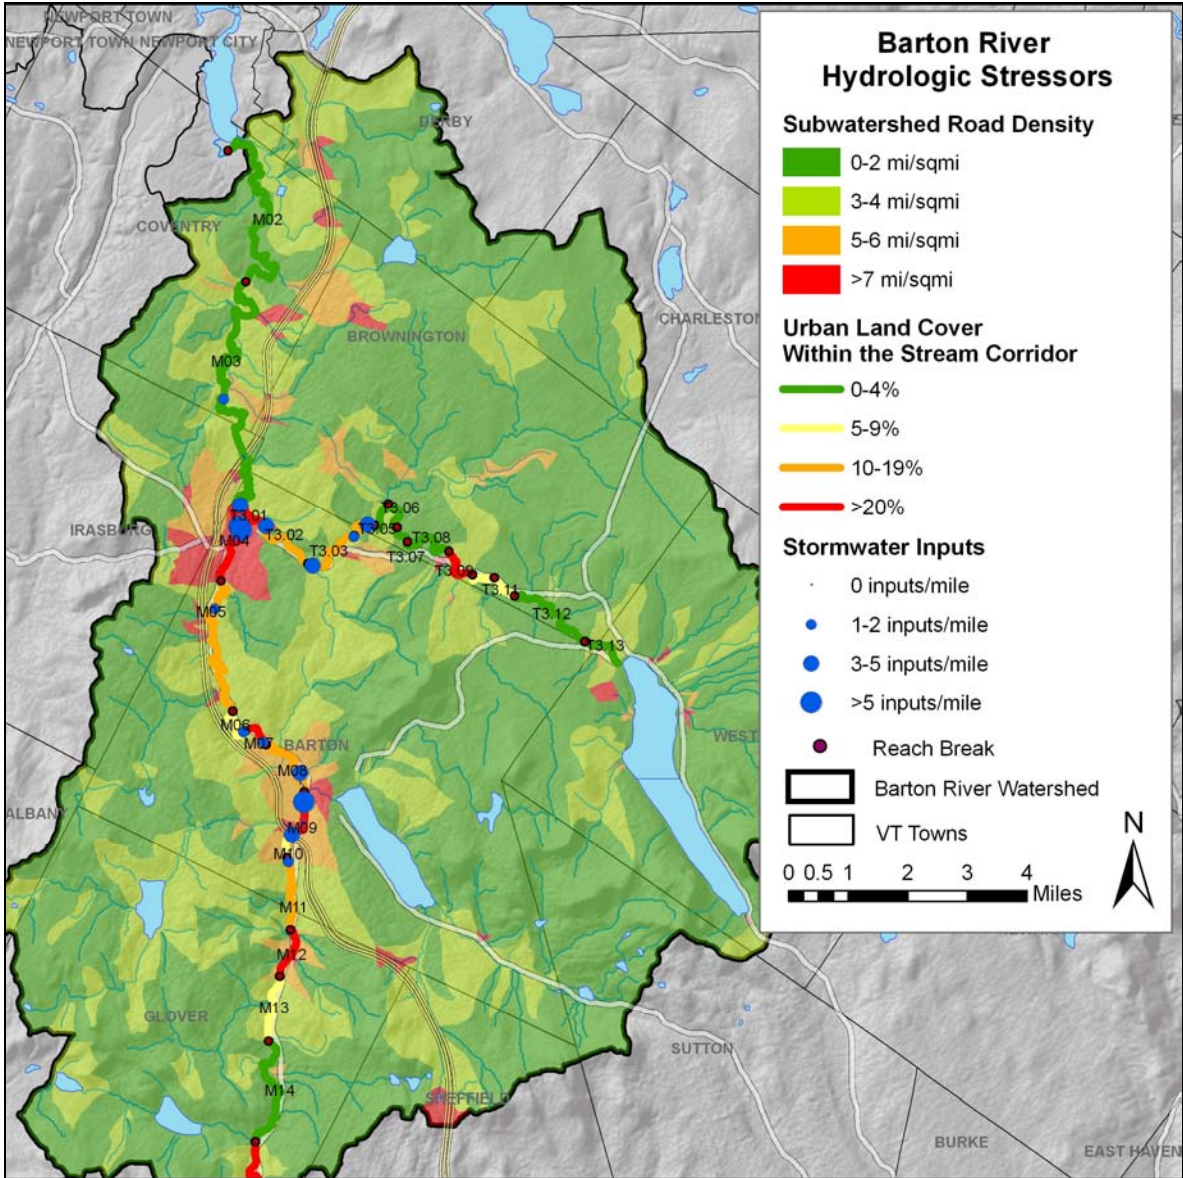 NEWPORT TOWN
NEWPORT TOWN NEWPORT CITY
DERBY
COVENTRY
M02
CHARLESTON
BROWNINGTON
M03
IRASBURG
T3.01
M04
T3.02
T3.03
T3.05
T3.06
T3.07
T3.08
T3.09
T3.11
T3.12
T3.13
M05
M06
M07
BARTON
M08
WEST
ALBANY
M09
M10
M11
M12
M13
GLOVER
M14
SUTTON
SHEFFIELD
BURKE
EAST HAVEN
Barton River
Hydrologic Stressors
Subwatershed Road Density
0-2 mi/sqmi
3-4 mi/sqmi
5-6 mi/sqmi
>7 mi/sqmi
Urban Land Cover
Within the Stream Corridor
0-4%
5-9%
10-19%
>20%
Stormwater Inputs
0 inputs/mile
1-2 inputs/mile
3-5 inputs/mile
>5 inputs/mile
Reach Break
Barton River Watershed
VT Towns
N
0 0.5 1 2 3 4
Miles